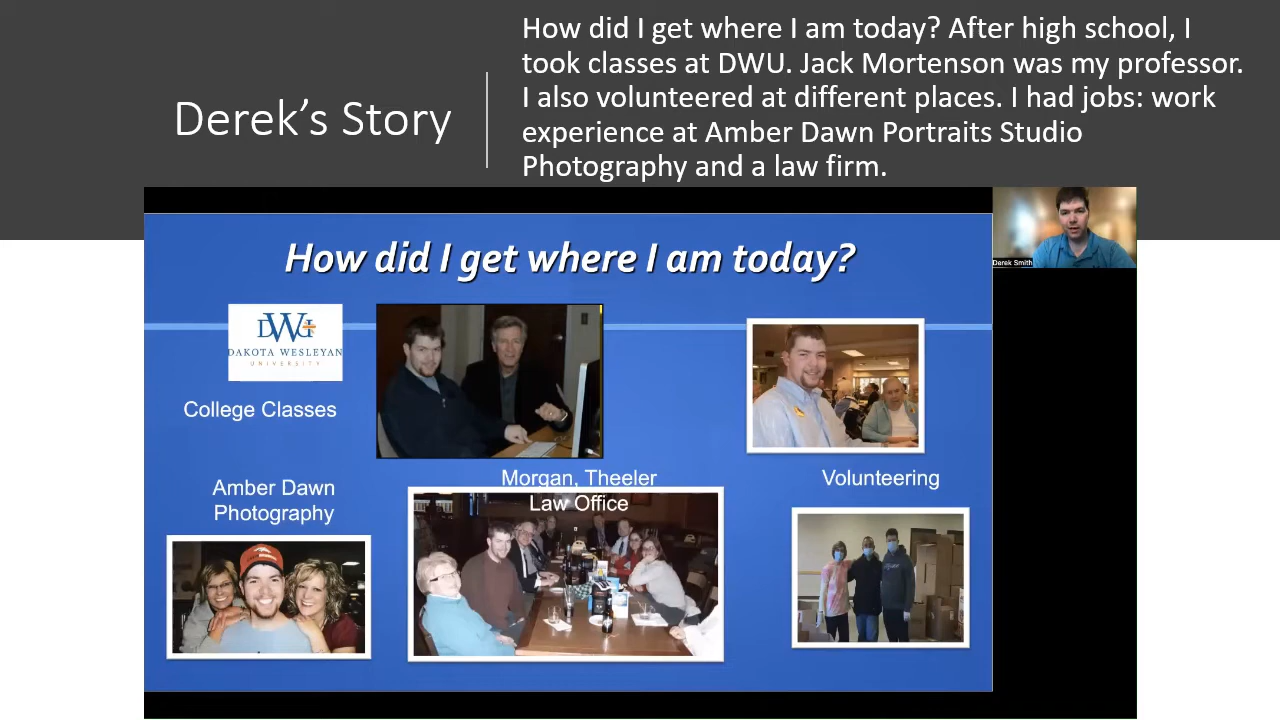 Derek’s Story
How did I get where I am today? After high school, I
took classes at DWU. Jack Mortenson was my professor.
I also volunteered at different places. I had jobs: work
experience at Amber Dawn Portraits Studio
Photography and a law firm.
How did I get where I am today?
Derek Smith
DWU
DAKOTA WESLEYAN
UNIVERSITY
College Classes
Amber Dawn
Photography
Morgan, Theeler
Law Office
Volunteering